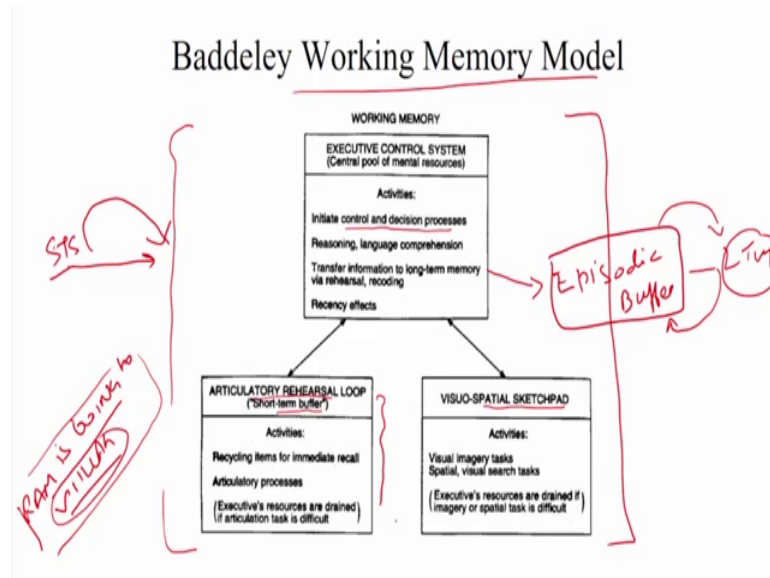 Baddeley Working Memory Model
WORKING MEMORY
EXECUTIVE CONTROL SYSTEM
(Central pool of mental resources)
Activities:
Initiate control and decision processes
Reasoning, language comprehension
Transfer information to long-term memory
via rehearsal, recoding
Recency effects
STS
Episodic
Buffer
ARTICULATORY REHEARSAL LOOP
("Short-term buffer")
Activities:
Recycling items for immediate recall
Articulatory processes
(Executive's resources are drained
if articulation task is difficult)
VISUO-SPATIAL SKETCHPAD
Activities:
Visual imagery tasks
Spatial, visual search tasks
(Executive's resources are drained if
imagery or spatial task is difficult)
RAM is GOING to